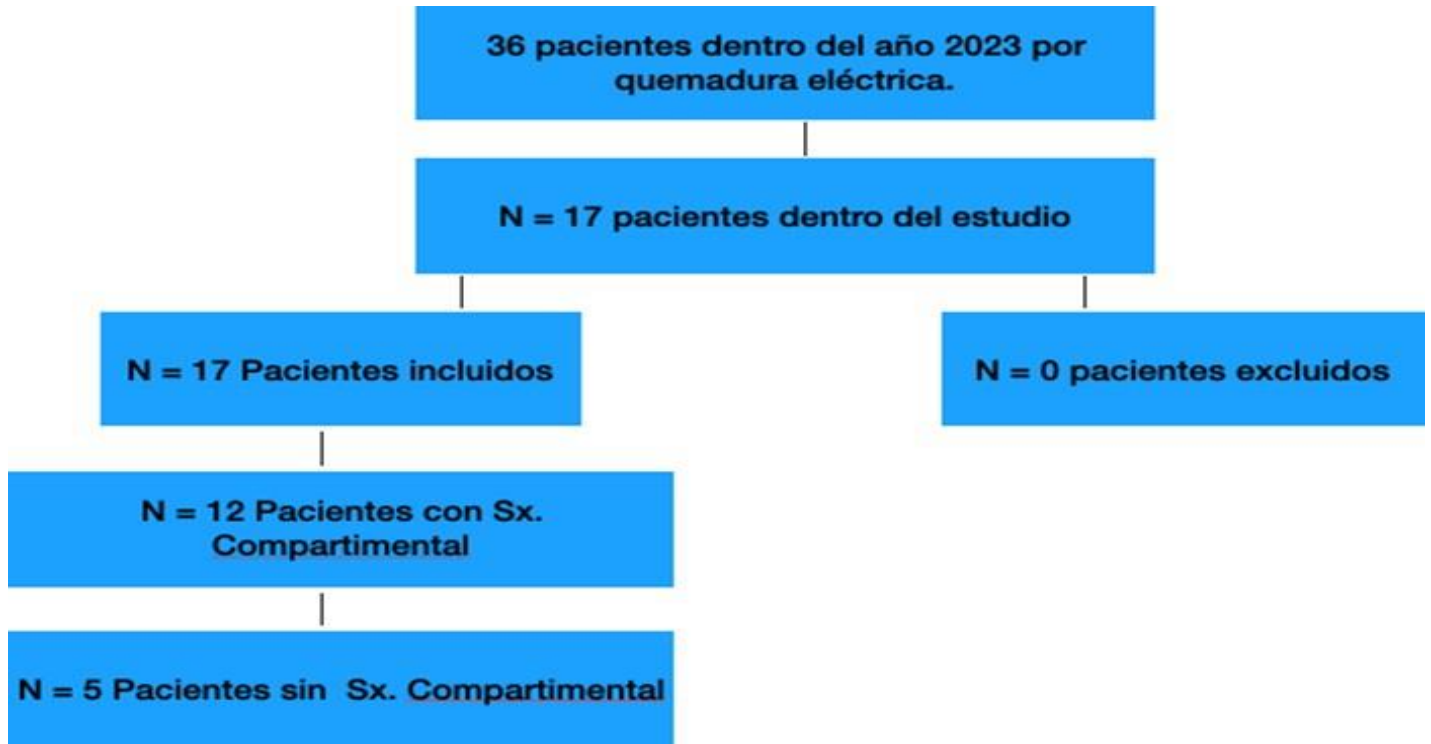 36 pacientes dentro del año 2023 por
quemadura eléctrica.
N = 17 pacientes dentro del estudio
N = 17 Pacientes incluidos
N = 0 pacientes excluidos
N = 12 Pacientes con Sx.
Compartimental
N = 5 Pacientes sin  Sx. Compartimental